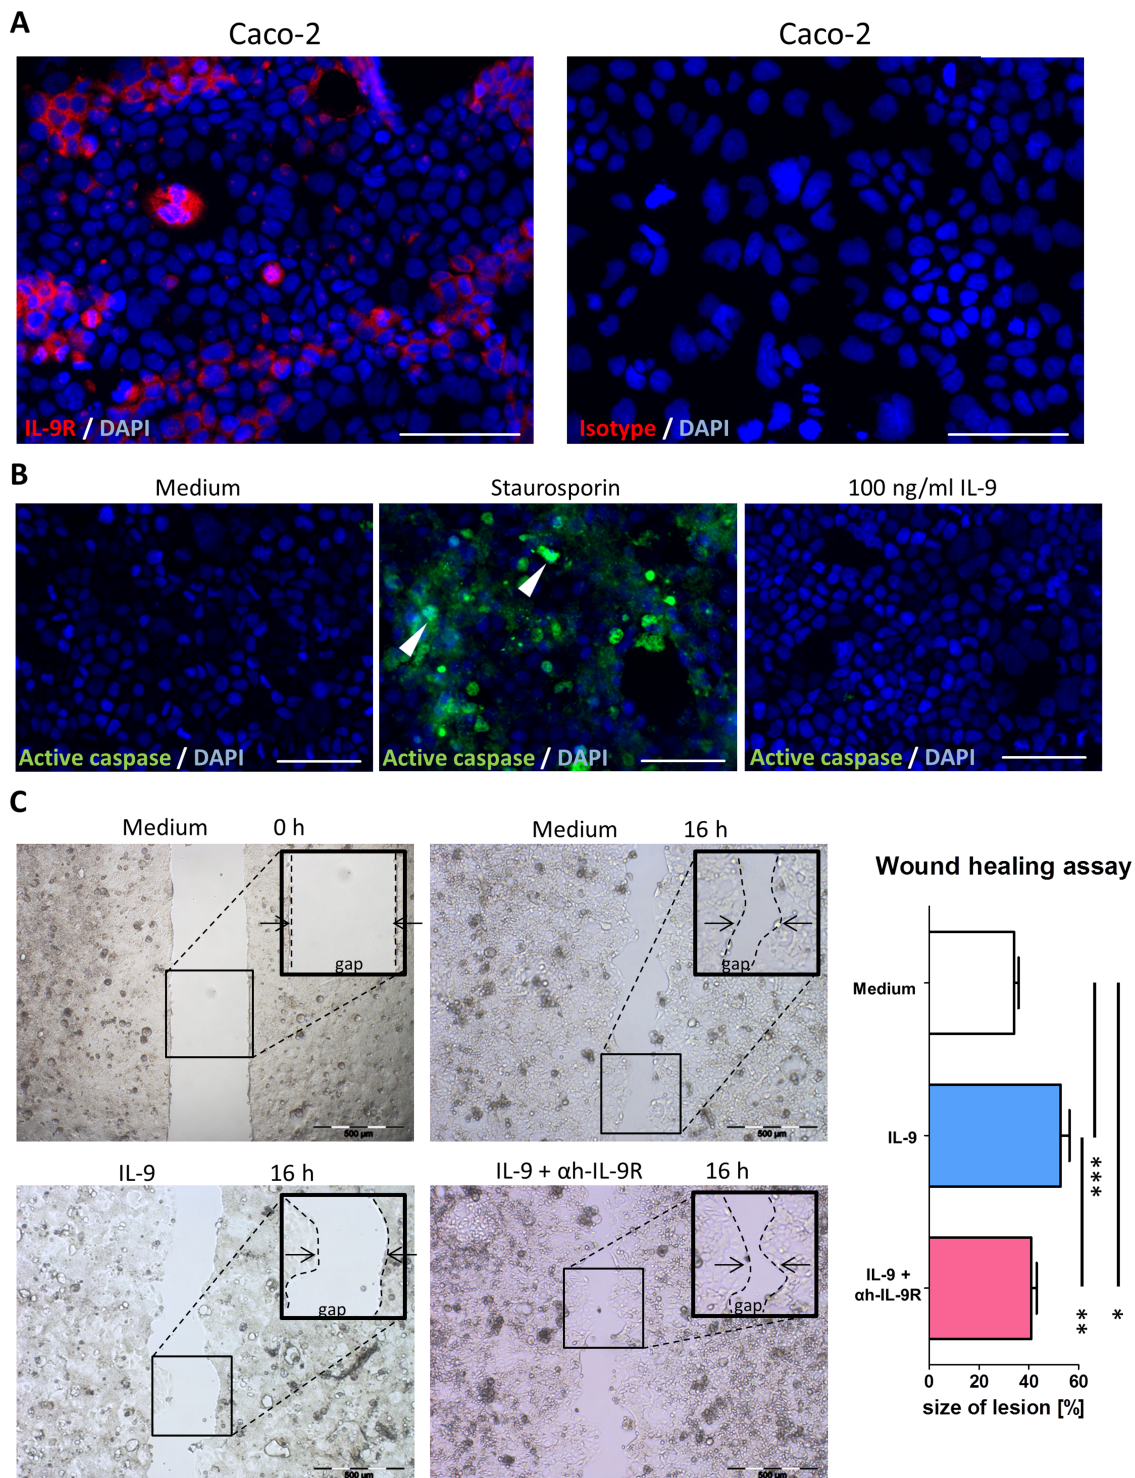 A
Caco-2
Caco-2
IL-9R / DAPI
Isotype / DAPI
B
Medium
Staurosporin
100 ng/ml IL-9
Active caspase / DAPI
Active caspase / DAPI
Active caspase / DAPI
C
Medium 0 h
gap
500 µm
Medium 16 h
gap
500 µm
IL-9 16 h
gap
500 µm
IL-9 + αh-IL-9R 16 h
gap
500 µm
Wound healing assay
Medium
IL-9
IL-9 +
αh-IL-9R
***
**
*
0 20 40 60
size of lesion [%]